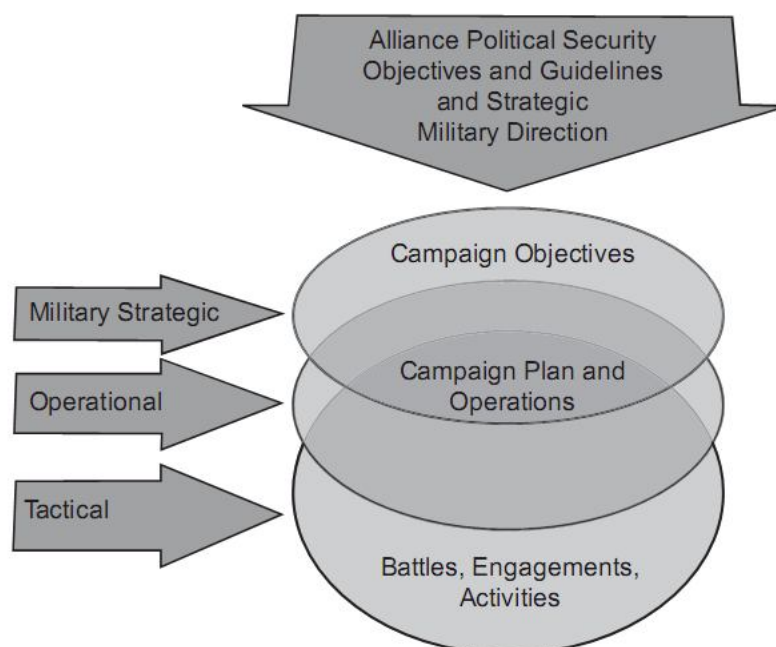 Alliance Political Security
Objectives and Guidelines
and Strategic
Military Direction
Campaign Objectives
Military Strategic
Campaign Plan and
Operations
Operational
Tactical
Battles, Engagements,
Activities